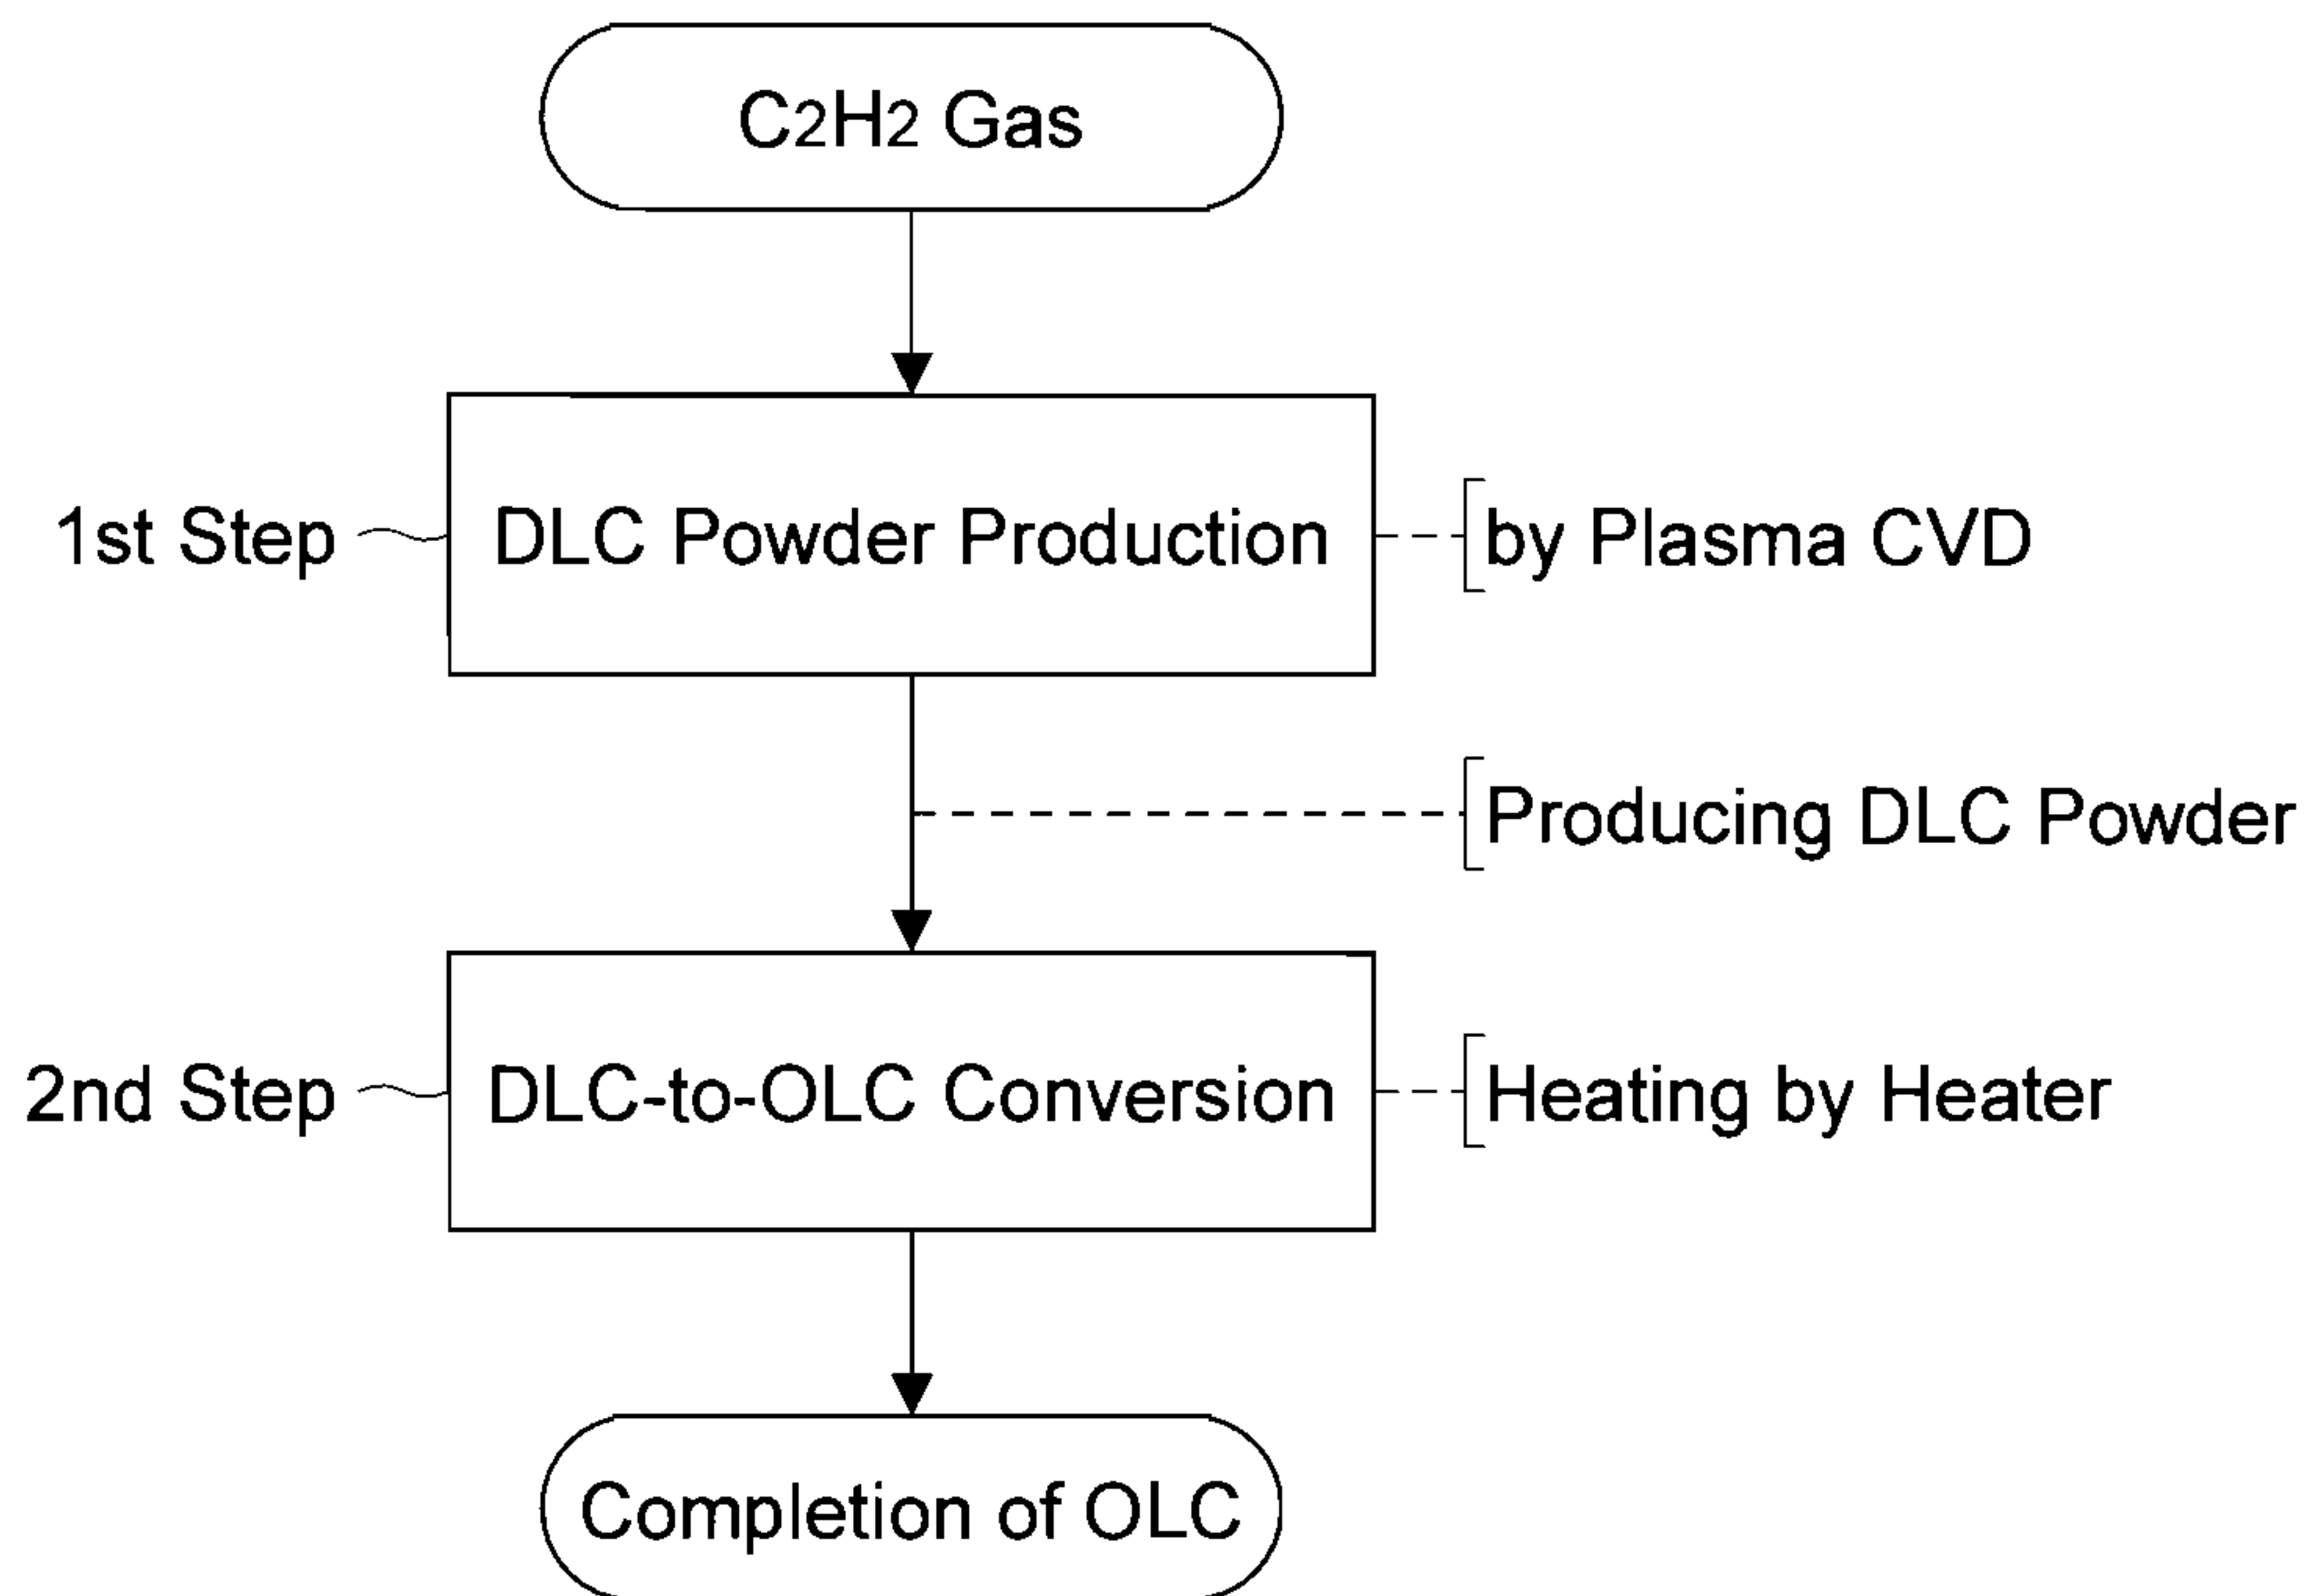 C2H2 Gas
1st Step
DLC Powder Production
by Plasma CVD
Producing DLC Powder
2nd Step
DLC-to-OLC Conversion
Heating by Heater
Completion of OLC